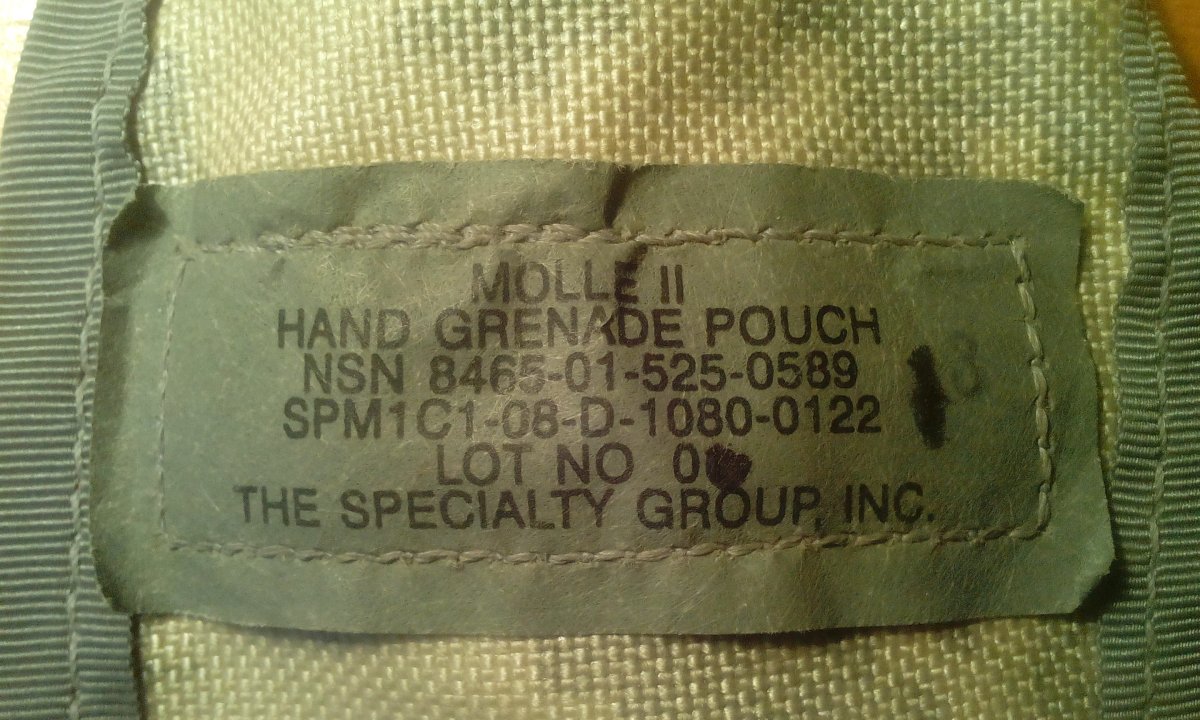 MOLLE II
HAND GRENADE POUCH
NSN 8465-01-525-0589
SPM1C1-08-D-1080-0122
LOT NO
THE SPECIALTY GROUP, INC.